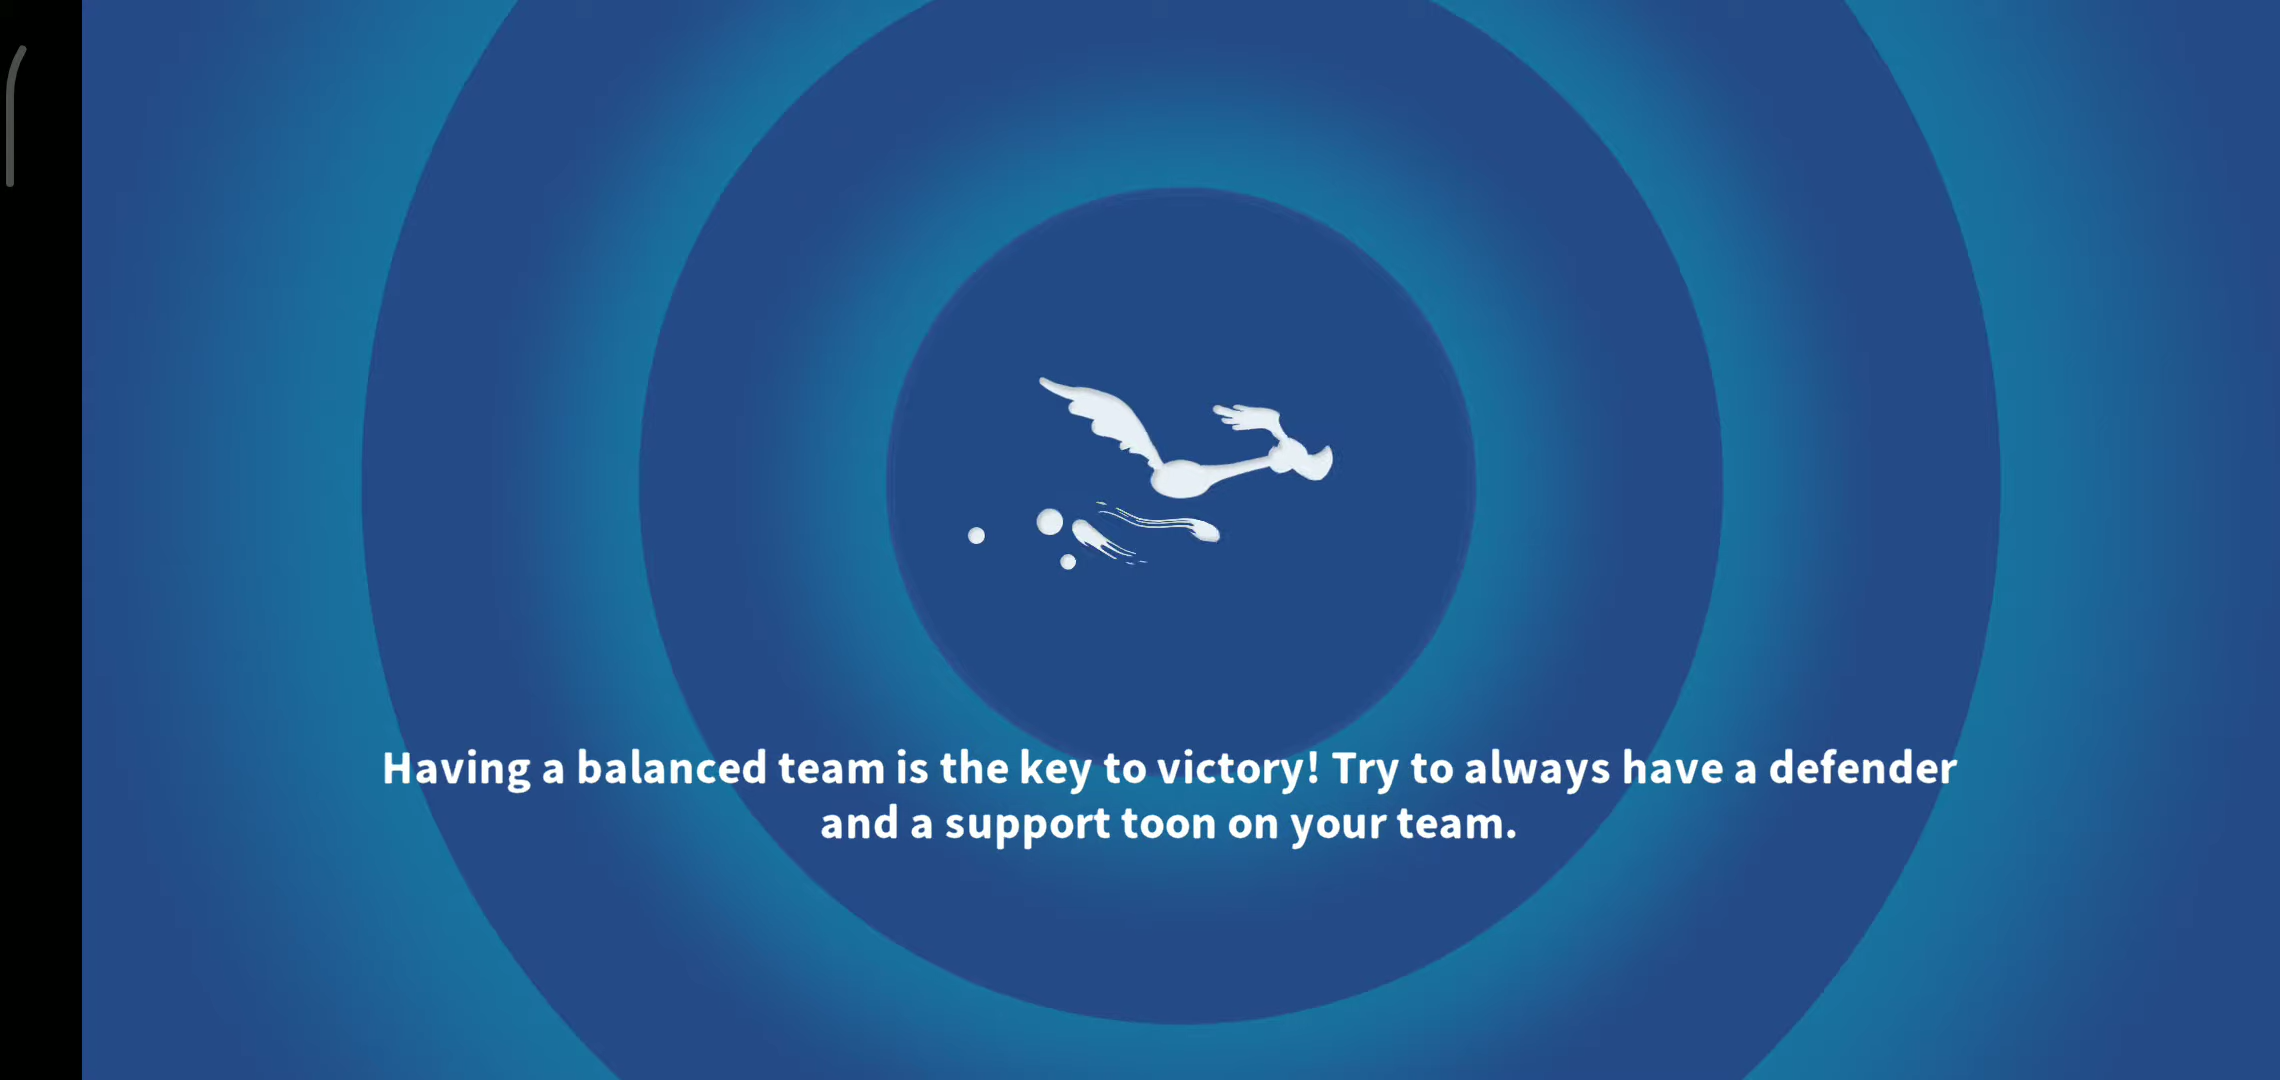 Having a balanced team is the key to victory! Try to always have a defender
and a support toon on your team.